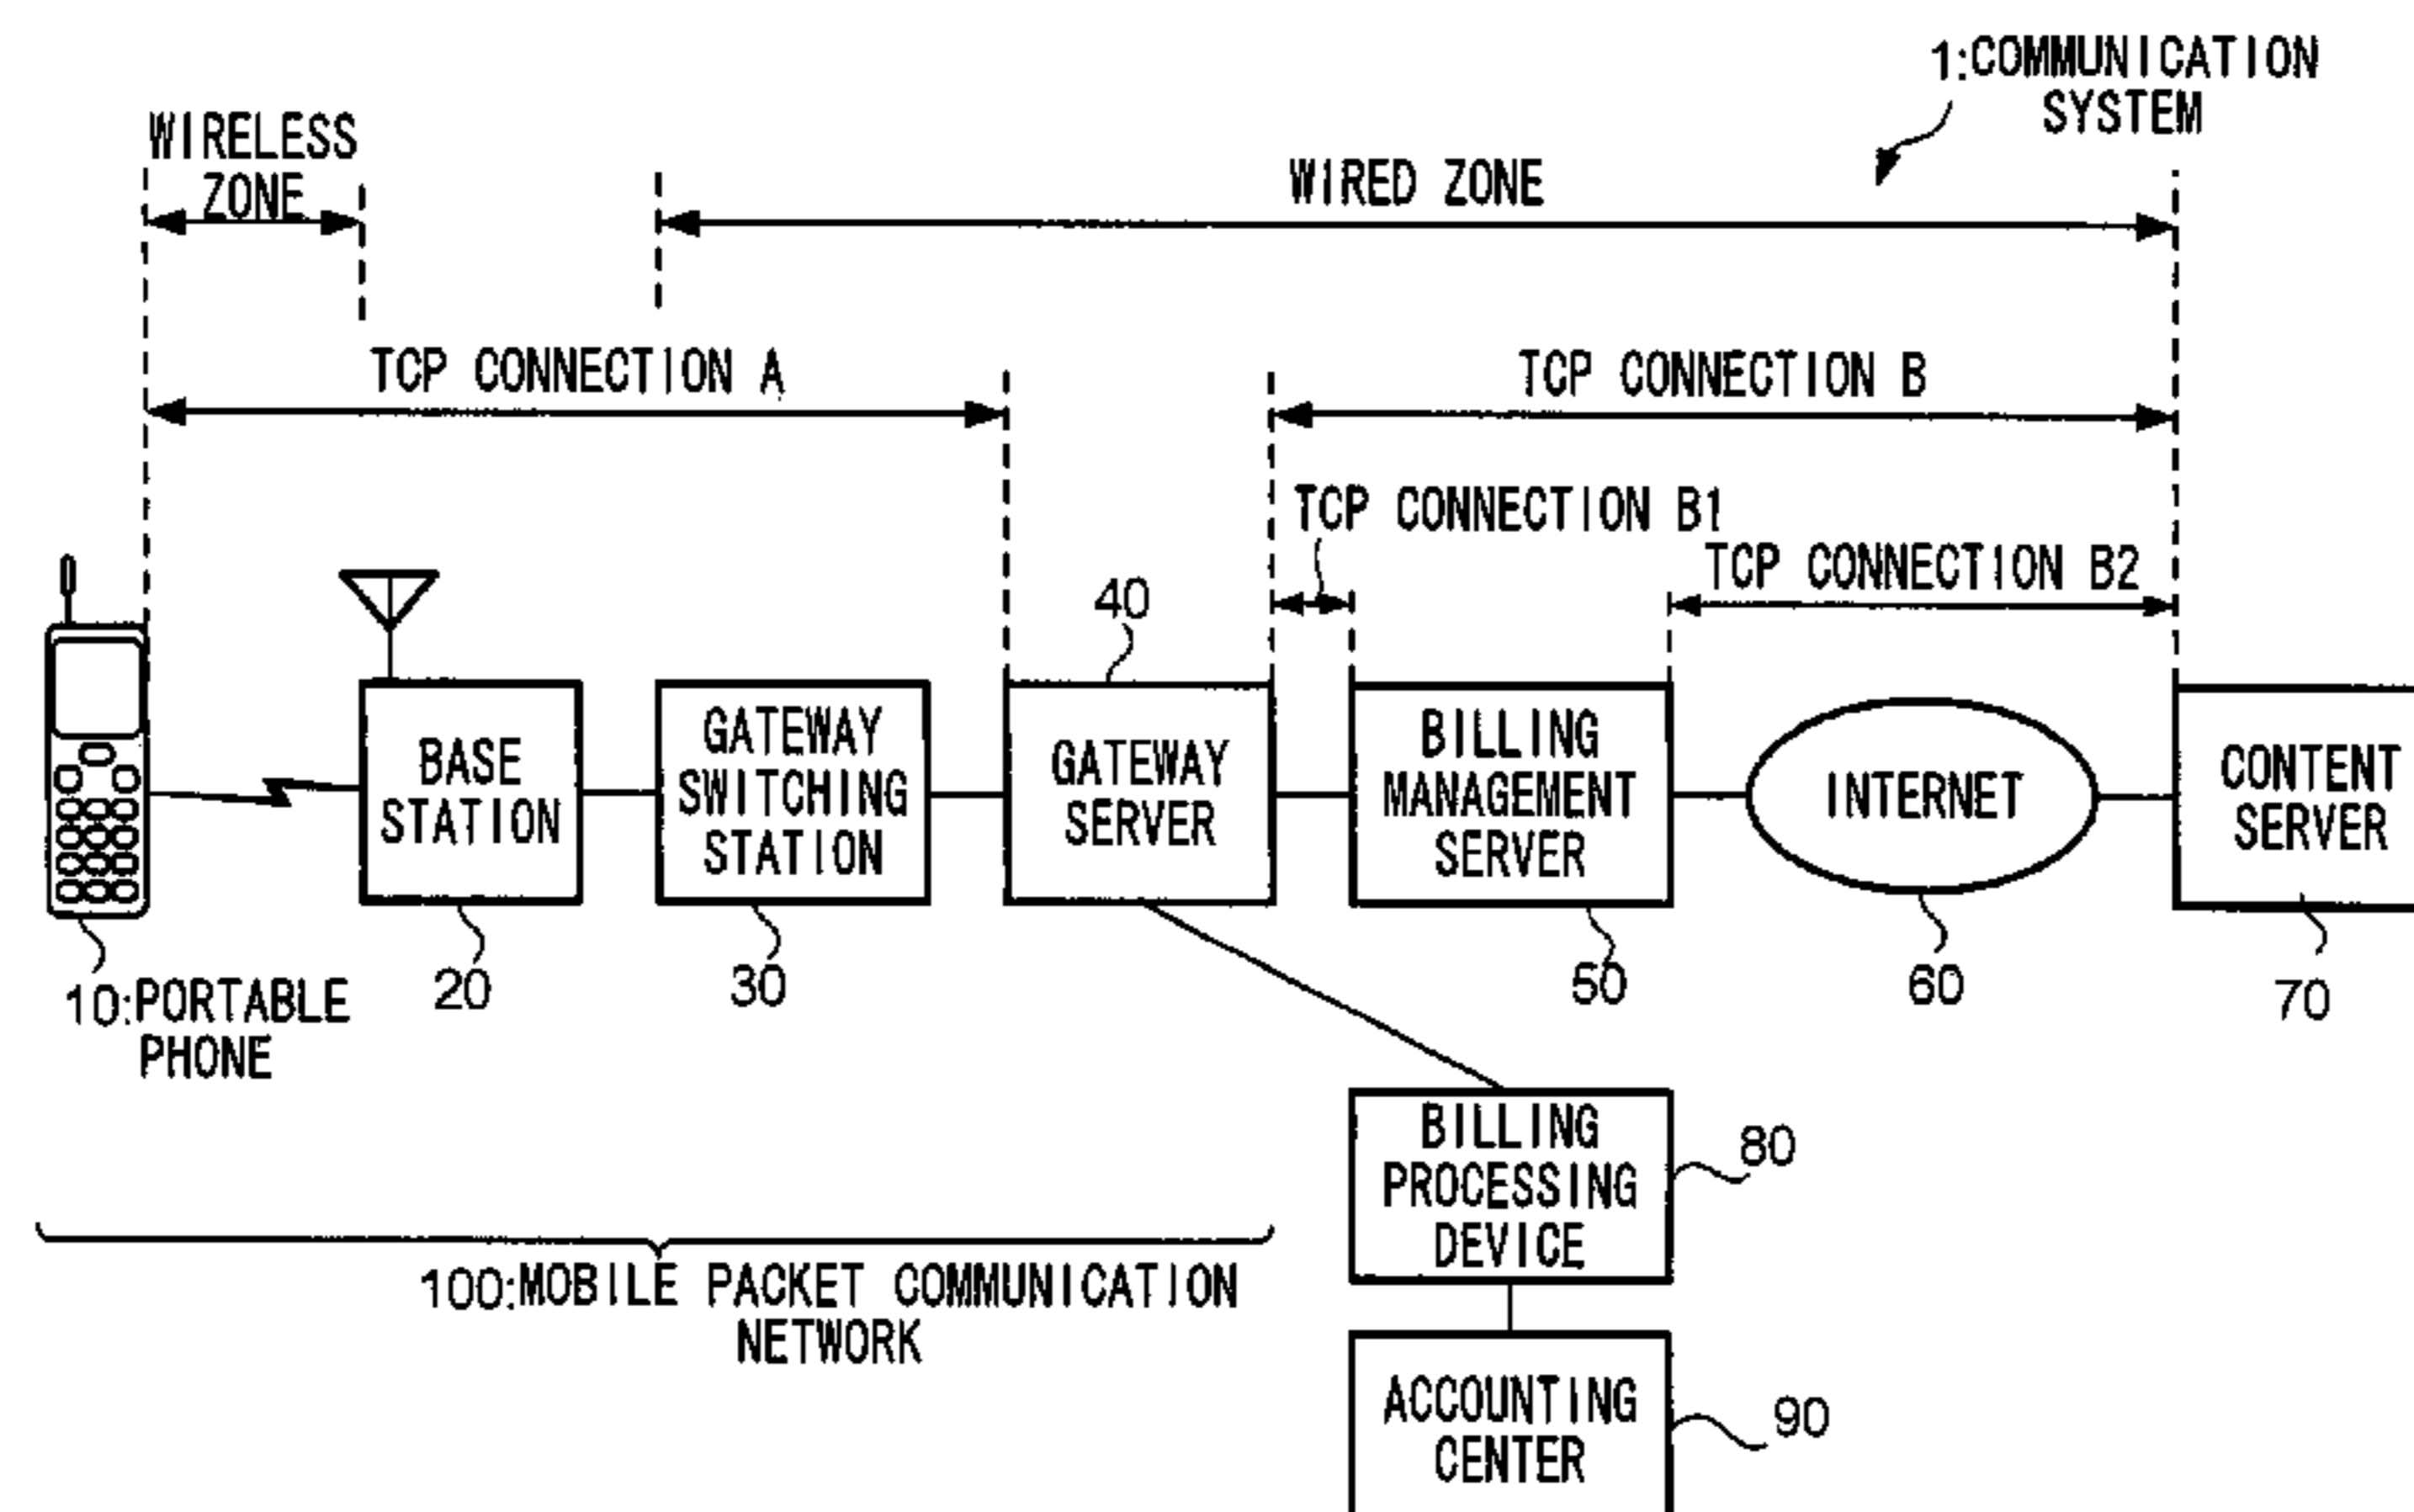 1:COMMUNICATION
SYSTEM
WIRELESS
ZONE
WIRED ZONE
TCP CONNECTION A
TCP CONNECTION B
TCP CONNECTION B1
TCP CONNECTION B2
40
BASE
STATION
GATEWAY
SWITCHING
STATION
GATEWAY
SERVER
BILLING
MANAGEMENT
SERVER
INTERNET
CONTENT
SERVER
10:PORTABLE
PHONE
20
30
50
60
70
BILLING
PROCESSING
DEVICE
80
100:MOBILE PACKET COMMUNICATION
NETWORK
ACCOUNTING
CENTER
90